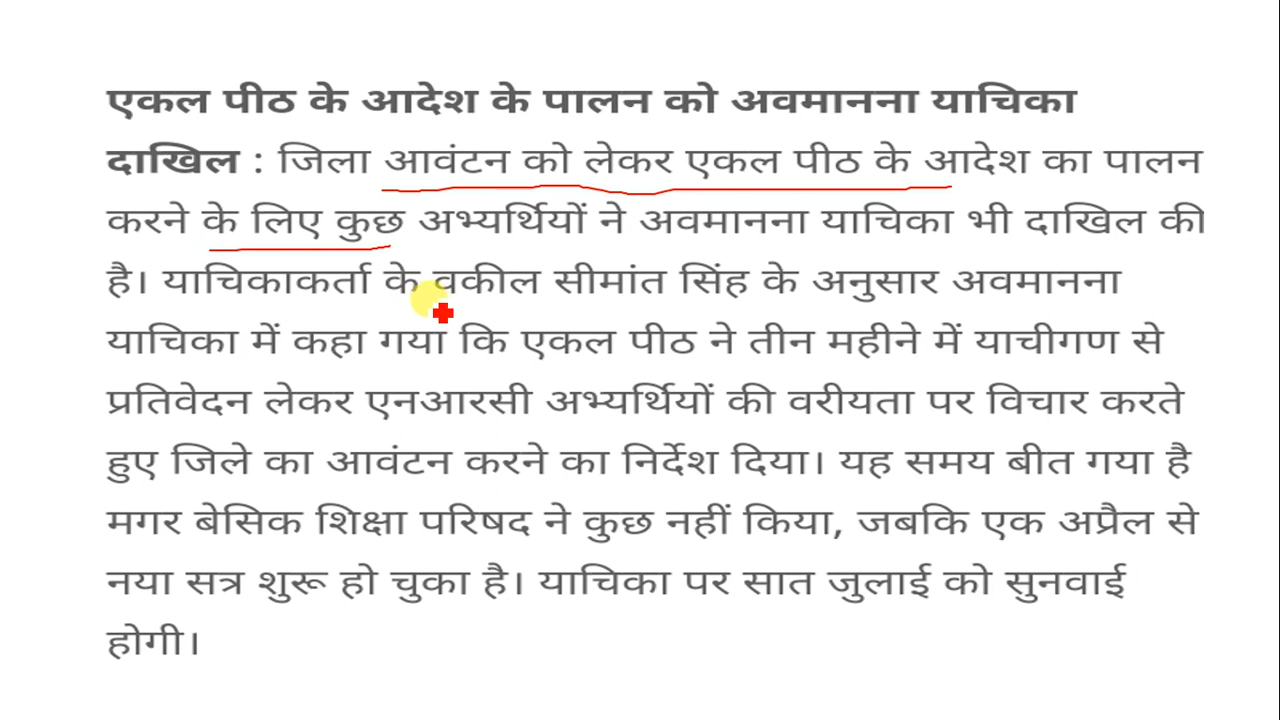 एकल पीठ के आदेश के पालन को अवमानना याचिका
दाखिल : जिला आवंटन को लेकर एकल पीठ के आदेश का पालन
करने के लिए कुछ अभ्यर्थियों ने अवमानना याचिका भी दाखिल की
है। याचिकाकर्ता के वकील सीमांत सिंह के अनुसार अवमानना
याचिका में कहा गया कि एकल पीठ ने तीन महीने में याचीगण से
प्रतिवेदन लेकर एनआरसी अभ्यर्थियों की वरीयता पर विचार करते
हुए जिले का आवंटन करने का निर्देश दिया। यह समय बीत गया है
मगर बेसिक शिक्षा परिषद ने कुछ नहीं किया, जबकि एक अप्रैल से
नया सत्र शुरू हो चुका है। याचिका पर सात जुलाई को सुनवाई
होगी।